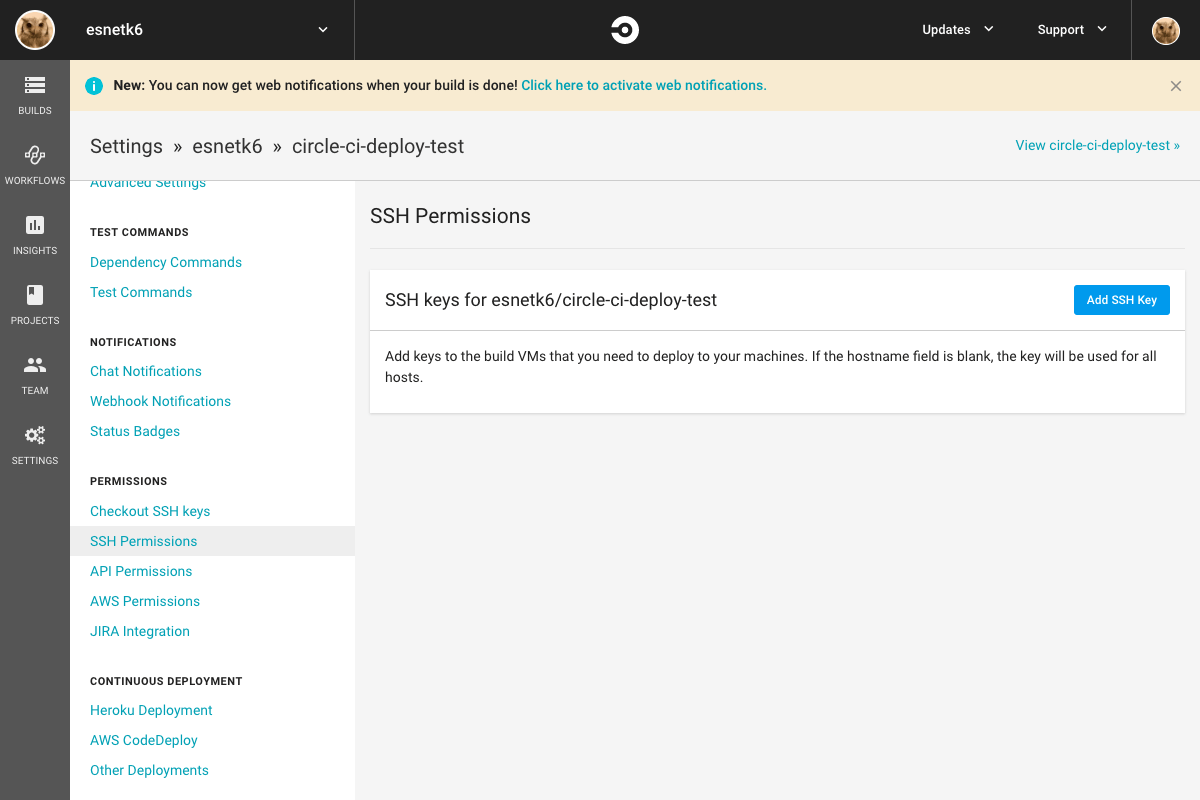 esnetk6
Updates
Support
New: You can now get web notifications when your build is done! Click here to activate web notifications.
BUILDS
WORKFLOWS
INSIGHTS
PROJECTS
TEAM
SETTINGS
Settings » esnetk6 » circle-ci-deploy-test
View circle-ci-deploy-test »
Advanced Settings
TEST COMMANDS
Dependency Commands
Test Commands
NOTIFICATIONS
Chat Notifications
Webhook Notifications
Status Badges
PERMISSIONS
Checkout SSH keys
SSH Permissions
API Permissions
AWS Permissions
JIRA Integration
CONTINUOUS DEPLOYMENT
Heroku Deployment
AWS CodeDeploy
Other Deployments
SSH Permissions
SSH keys for esnetk6/circle-ci-deploy-test
Add SSH Key
Add keys to the build VMs that you need to deploy to your machines. If the hostname field is blank, the key will be used for all
hosts.